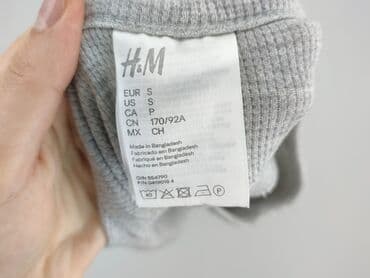 H&M
EUR S
US S
CA P
CN 170/92A
MX CH
Made in Bangladesh
Fabricado en Bangladesh
Fabriqué en Bangladesh
Hecho en Bangladesh